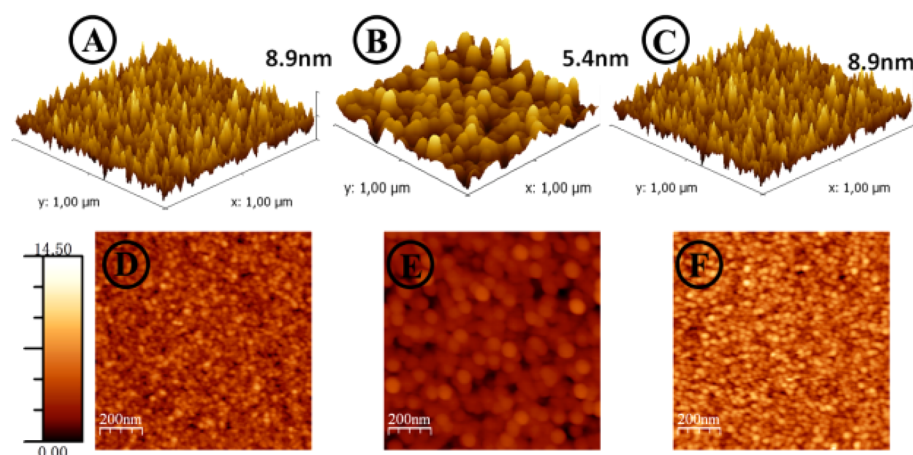 A
8.9nm
B
5.4nm
C
8.9nm
y: 1,00 µm
x: 1,00 µm
y: 1,00 µm
x: 1,00 µm
y: 1,00 µm
x: 1,00 µm
14.50
0.00
D
200nm
E
200nm
F
200nm